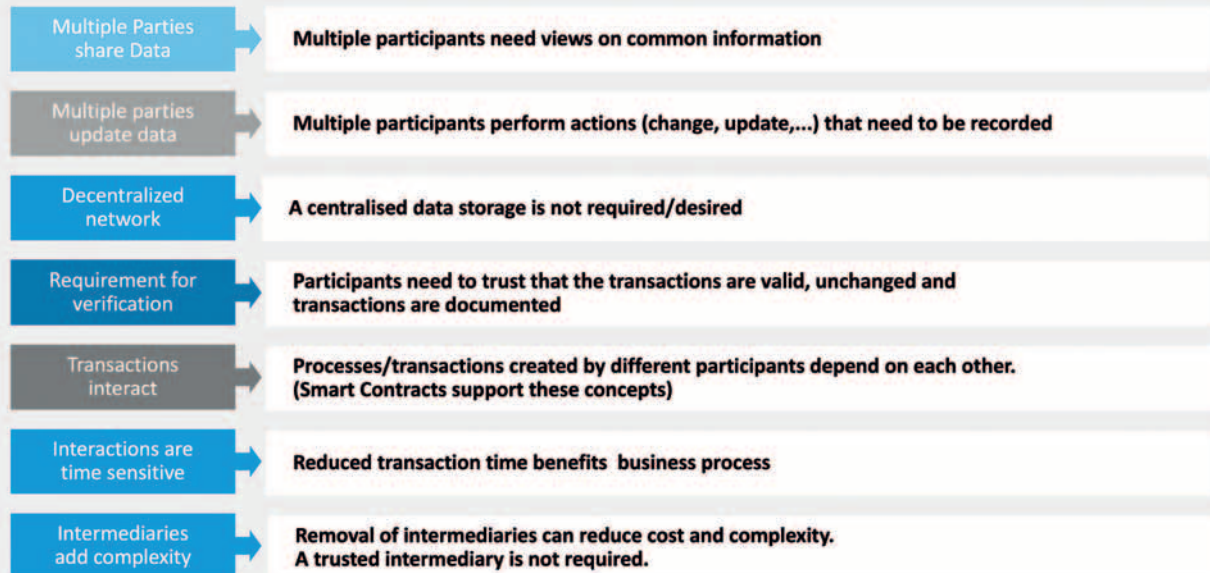 Multiple Parties
share Data
Multiple participants need views on common information
Multiple parties
update data
Multiple participants perform actions (change, update,...) that need to be recorded
Decentralized
network
A centralised data storage is not required/desired
Requirement for
verification
Participants need to trust that the transactions are valid, unchanged and
transactions are documented
Transactions
interact
Processes/transactions created by different participants depend on each other.
(Smart Contracts support these concepts)
Interactions are
time sensitive
Reduced transaction time benefits business process
Intermediaries
add complexity
Removal of intermediaries can reduce cost and complexity.
A trusted intermediary is not required.